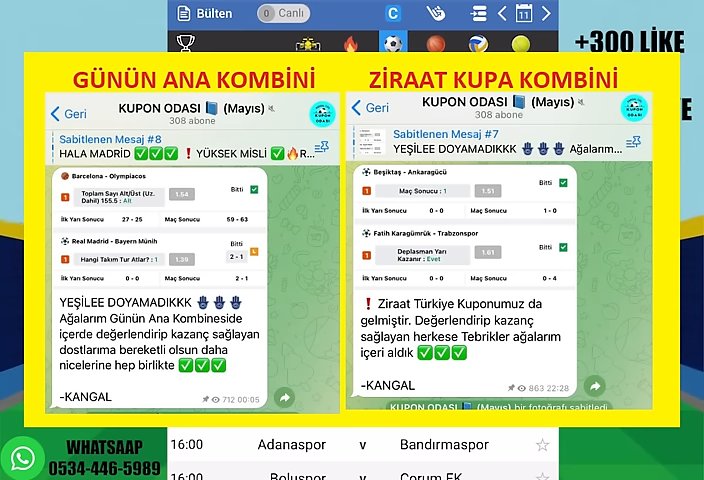 Bülten
0 Canlı
C
11
+300 LİKE
E
GÜNÜN ANA KOMBİNİ
Geri
KUPON ODASI 📘 (Mayıs)
308 abone
Sabitlenen Mesaj #8
HALA MADRİD ✅✅✅ ❗ YÜKSEK MİSLİ ✅🔥R...
Barcelona - Olympiacos
1
Toplam Sayı Alt/Üst (Uz. Dahil) 155.5 : Alt
1.54
Bitti
İlk Yarı Sonucu 27 - 25 Maç Sonucu 59 - 63
Real Madrid - Bayern Münih
1
Hangi Takım Tur Atlar? : 1
1.39
Bitti
2 - 1
İlk Yarı Sonucu 0 - 0 Maç Sonucu 2 - 1
YEŞİLEE DOYAMADIKKK
Ağalarım Günün Ana Kombineside
içerde değerlendirip kazanç sağlayan
dostlarıma bereketli olsun daha
nicelerine hep birlikte ✅✅✅
-KANGAL
712 00:05
ZİRAAT KUPA KOMBİNİ
Geri
KUPON ODASI 📘 (Mayıs)
308 abone
Sabitlenen Mesaj #7
YEŞİLEE DOYAMADIKKK Ağalarım...
Beşiktaş - Ankaragücü
1
Maç Sonucu : 1
1.51
Bitti
İlk Yarı Sonucu 0 - 0 Maç Sonucu 1 - 0
Fatih Karagümrük - Trabzonspor
1
Deplasman Yarı Kazanır : Evet
1.61
Bitti
İlk Yarı Sonucu 0 - 0 Maç Sonucu 0 - 4
❗ Ziraat Türkiye Kuponumuz da
gelmiştir. Değerlendirip kazanç
sağlayan herkese Tebrikler ağalarım
içeri aldık ✅✅✅
-KANGAL
863 22:28
KUPON ODASI 📘 (Mayıs) bir fotoğrafı sabitledi
WHATSAAP
0534-446-5989
16:00 Adanaspor v Bandırmaspor
16:00 Boluspor v Çorum FK